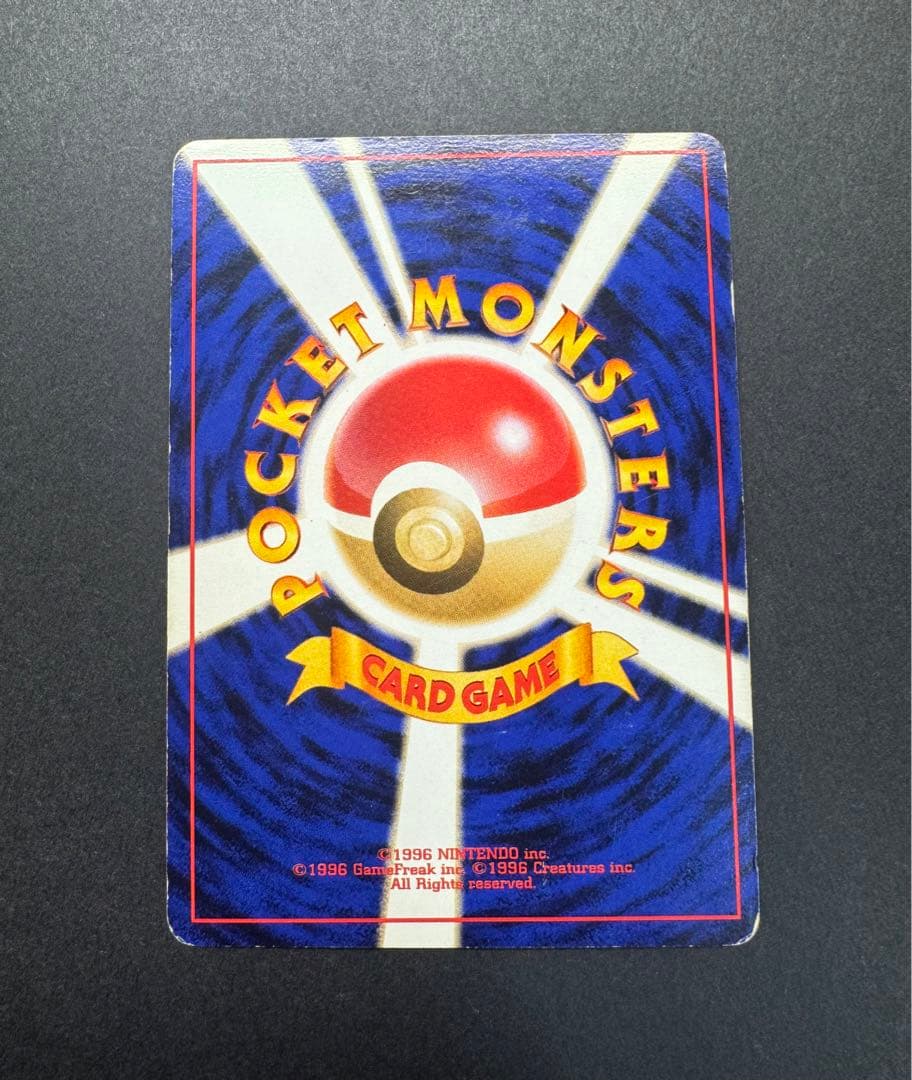 POCKET MONSTERS
CARD GAME
©1996 NINTENDO inc.
©1996 GameFreak inc. ©1996 Creatures inc.
All Rights reserved.